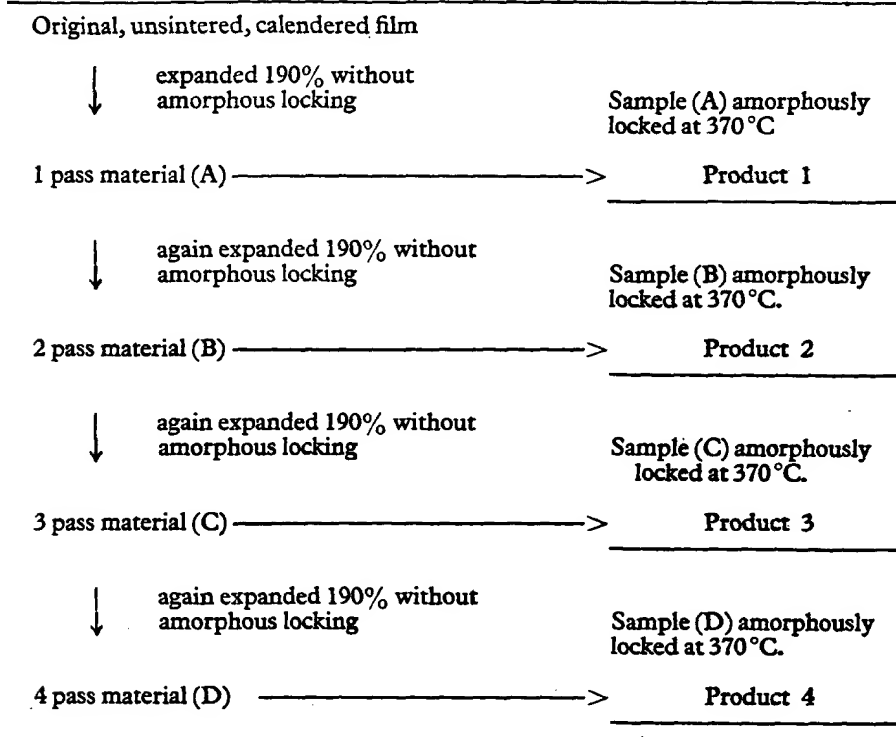 Original, unsintered, calendered film
expanded 190% without
amorphous locking
Sample (A) amorphously
locked at 370°C
1 pass material (A) Product 1
again expanded 190% without
amorphous locking
Sample (B) amorphously
locked at 370°C.
2 pass material (B) Product 2
again expanded 190% without
amorphous locking
Sample (C) amorphously
locked at 370°C.
3 pass material (C) Product 3
again expanded 190% without
amorphous locking
Sample (D) amorphously
locked at 370°C.
4 pass material (D) Product 4